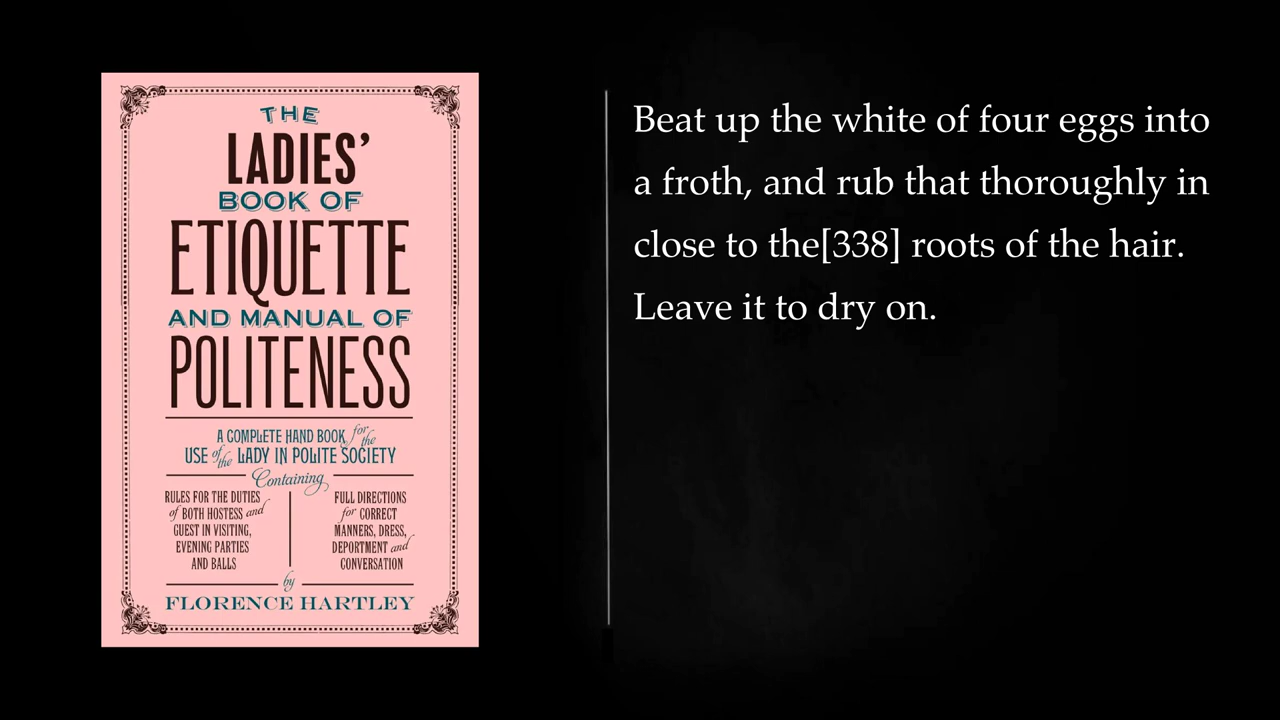 THE
LADIES'
BOOK OF
ETIQUETTE
AND MANUAL OF
POLITENESS
A COMPLETE HAND BOOK for the
USE of the LADY IN POLITE SOCIETY
Containing
RULES FOR THE DUTIES
of BOTH HOSTESS and
GUEST IN VISITING,
EVENING PARTIES
AND BALLS
FULL DIRECTIONS
for CORRECT
MANNERS, DRESS,
DEPORTMENT and
CONVERSATION
by
FLORENCE HARTLEY
Beat up the white of four eggs into
a froth, and rub that thoroughly in
close to the[338] roots of the hair.
Leave it to dry on.